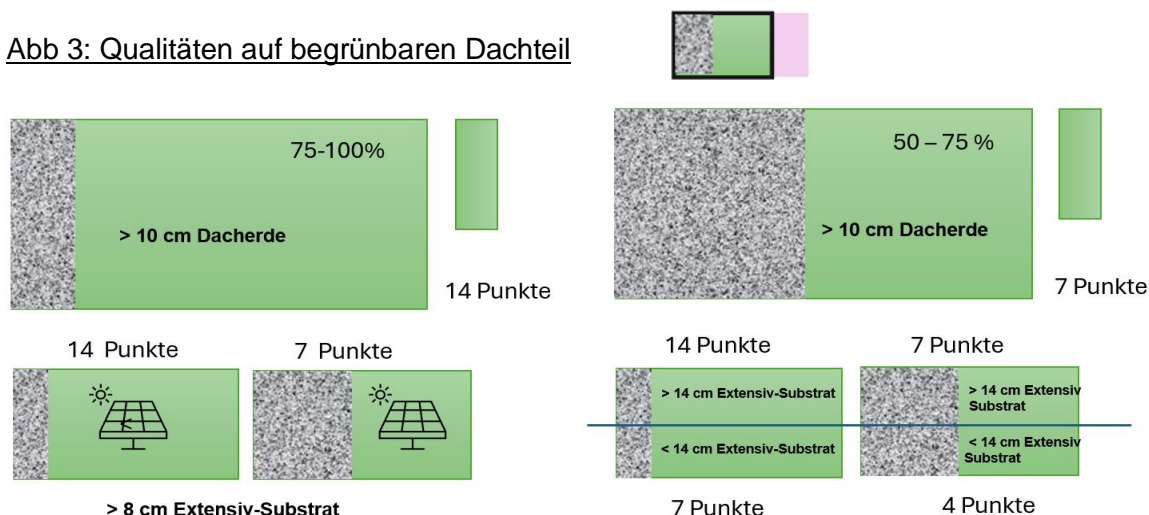 Abb 3: Qualitäten auf begrünbaren Dachteil
75-100%
> 10 cm Dacherde
14 Punkte
50 – 75 %
> 10 cm Dacherde
7 Punkte
14 Punkte
7 Punkte
> 8 cm Extensiv-Substrat
14 Punkte
7 Punkte
> 14 cm Extensiv-Substrat
< 14 cm Extensiv-Substrat
> 14 cm Extensiv
Substrat
< 14 cm Extensiv
Substrat
7 Punkte
4 Punkte